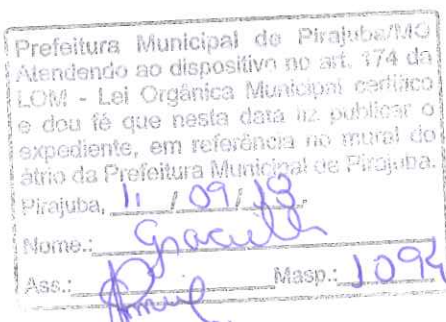 Prefeitura Municipal de Pirajuba/MG
Atendendo ao dispositivo no art. 174 da
LOM - Lei Orgânica Municipal certifico
e dou fé que nesta data fiz publicar o
expediente, em referência no mural do
átrio da Prefeitura Municipal de Pirajuba.
Pirajuba, 11 / 09 / 13.
Nome.:
Ass.: Masp.: 1094